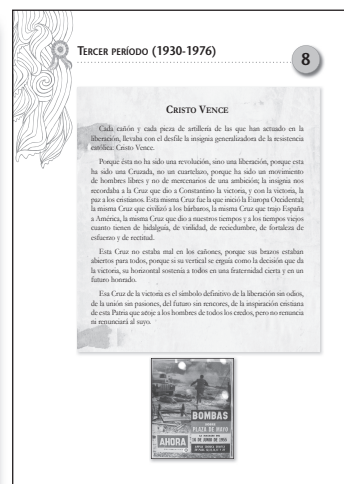 TERCER PERÍODO (1930-1976)
8
CRISTO VENCE
Cada cañón y cada pieza de artillería de las que han actuado en la
liberación, llevaba con el desfile la insignia generalizadora de la resistencia
católica: Cristo Vence.
Porque ésta no ha sido una revolución, sino una liberación, porque esta
ha sido una Cruzada, no un cuartelazo, porque ha sido un movimiento
de hombres libres y no de mercenarios de una ambición; la insignia nos
recordaba a la Cruz que dio a Constantino la victoria, y con la victoria, la
paz a los cristianos. Esta misma Cruz fue la que inició la Europa Occidental;
la misma Cruz que civilizó a los bárbaros, la misma Cruz que trajo España
a América, la misma Cruz que dio a nuestros tiempos y a los tiempos viejos
cuanto tienen de hidalguía, de virilidad, de reciedumbre, de fortaleza de
esfuerzo y de rectitud.
Esta Cruz no estaba mal en los cañones, porque sus brazos estaban
abiertos para todos, porque si su vertical se erguía como la decisión que da
la victoria, su horizontal sostenía a todos en una fraternidad cierta y en un
futuro honrado.
Esa Cruz de la victoria es el símbolo definitivo de la liberación sin odios,
de la unión sin pasiones, del futuro sin rencores, de la inspiración cristiana
de esta Patria que acoje a los hombres de todos los credos, pero no renuncia
ni renunciará al suyo.
BOMBAS
PLAZA DE MAYO
16 DE JUNIO DE 1955
AHORA